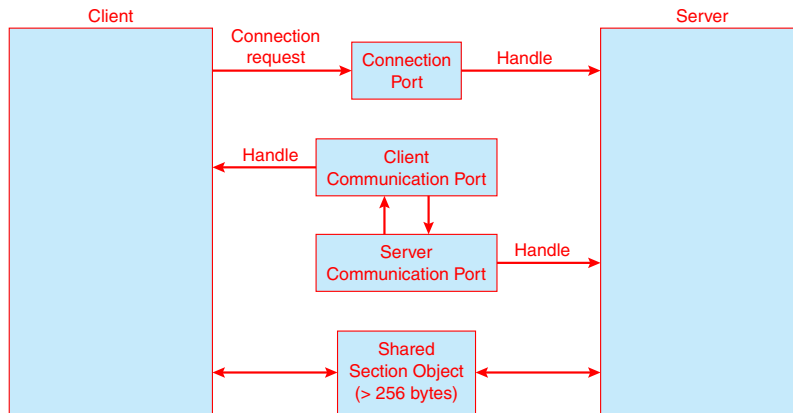 Client
Server
Connection
request
Connection
Port
Handle
Handle
Client
Communication Port
Server
Communication Port
Handle
Shared
Section Object
(> 256 bytes)